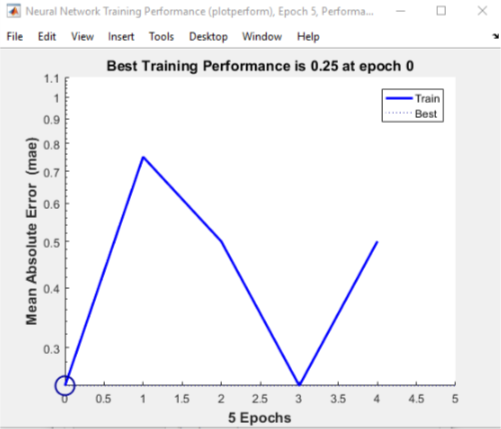 Neural Network Training Performance (plotperform), Epoch 5, Performa...
File Edit View Insert Tools Desktop Window Help
Best Training Performance is 0.25 at epoch 0
1.1
1
0.9
0.8
0.7
0.6
0.5
0.4
0.3
Mean Absolute Error (mae)
Train
Best
0 0.5 1 1.5 2 2.5 3 3.5 4 4.5 5
5 Epochs